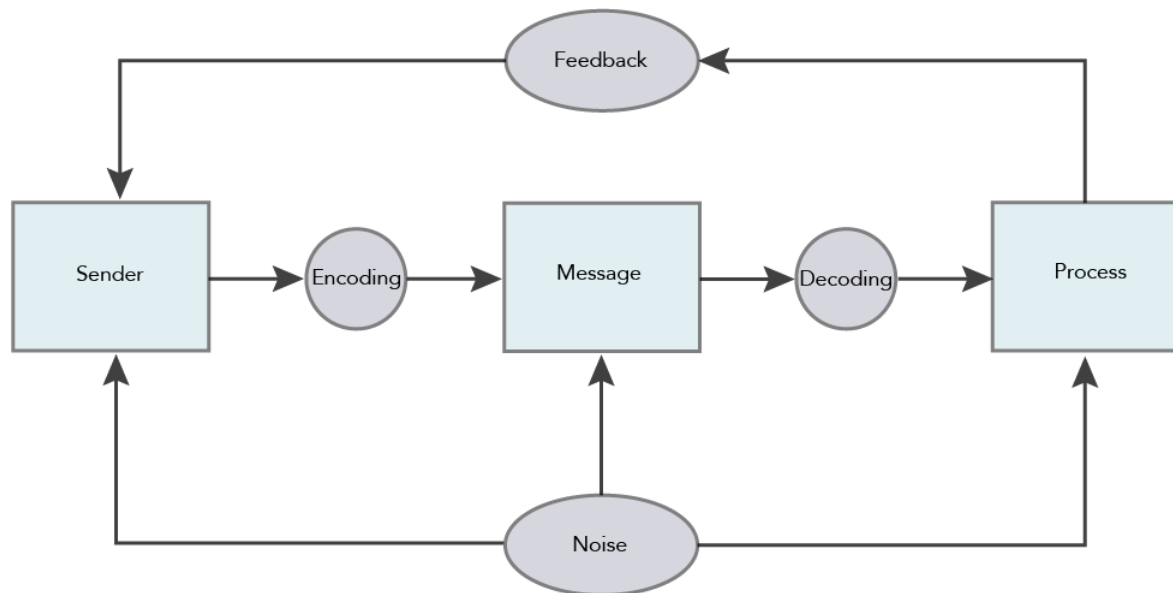 Feedback
Sender
Encoding
Message
Decoding
Process
Noise